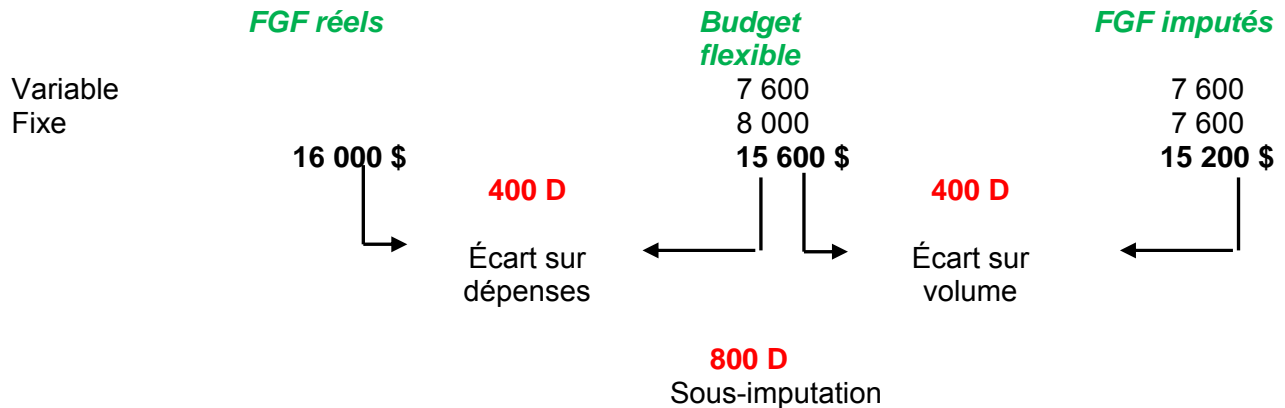 FGF réels Budget flexible FGF imputés
Variable 7 600 7 600
Fixe 8 000 7 600
16 000 $ 15 600 $ 15 200 $
400 D 400 D
Écart sur dépenses Écart sur volume
800 D
Sous-imputation